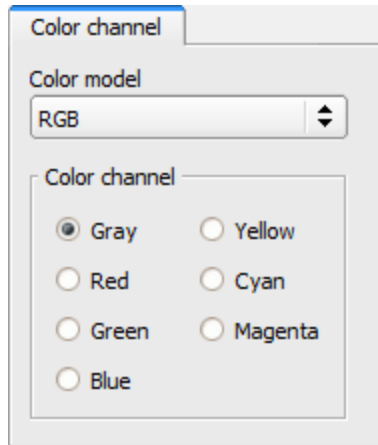 Color channel
Color model
RGB
Color channel
Gray
Yellow
Red
Cyan
Green
Magenta
Blue